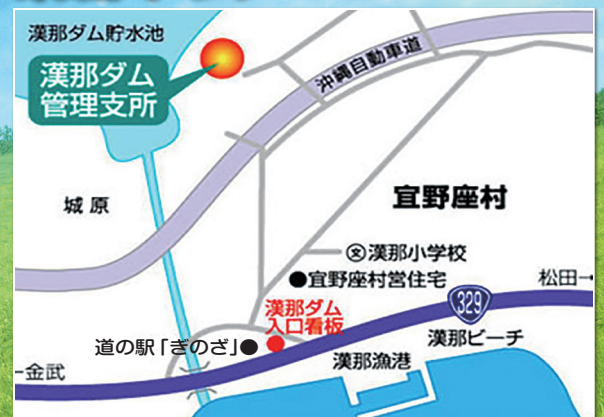 漢那ダム貯水池
漢那ダム
管理支所
沖縄自動車道
城原
宜野座村
文
漢那小学校
宜野座村営住宅
松田
329
漢那ダム
入口看板
道の駅「ぎのざ」
漢那ビーチ
漢那漁港
金武